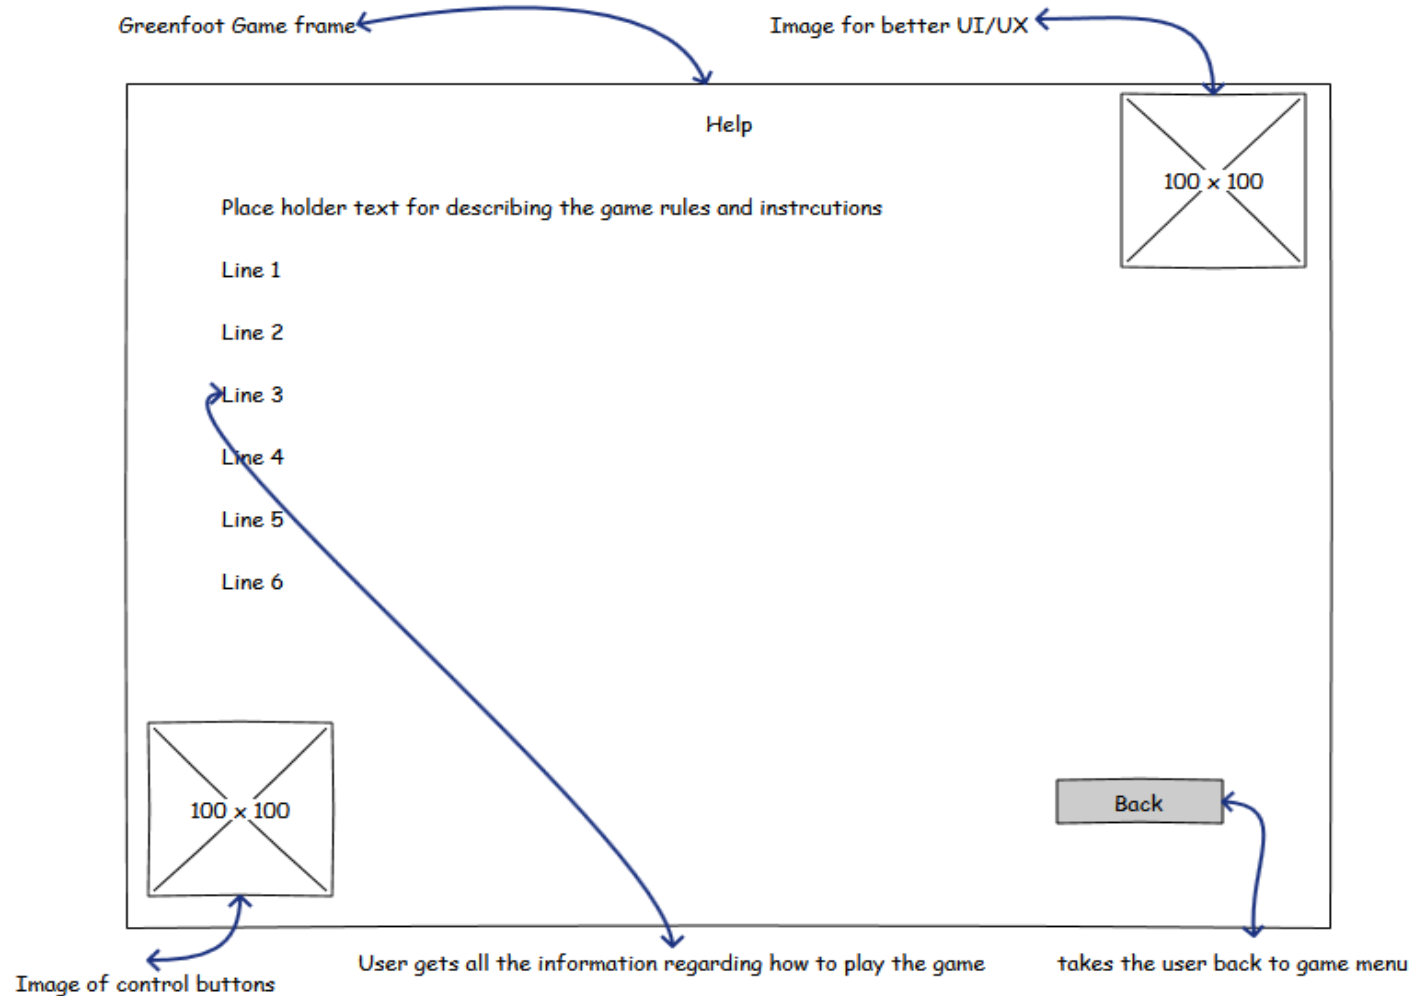 Greenfoot Game frame
Image for better UI/UX
Help
100 x 100
Place holder text for describing the game rules and instrcutions
Line 1
Line 2
Line 3
Line 4
Line 5
Line 6
100 x 100
Back
User gets all the information regarding how to play the game
takes the user back to game menu
Image of control buttons